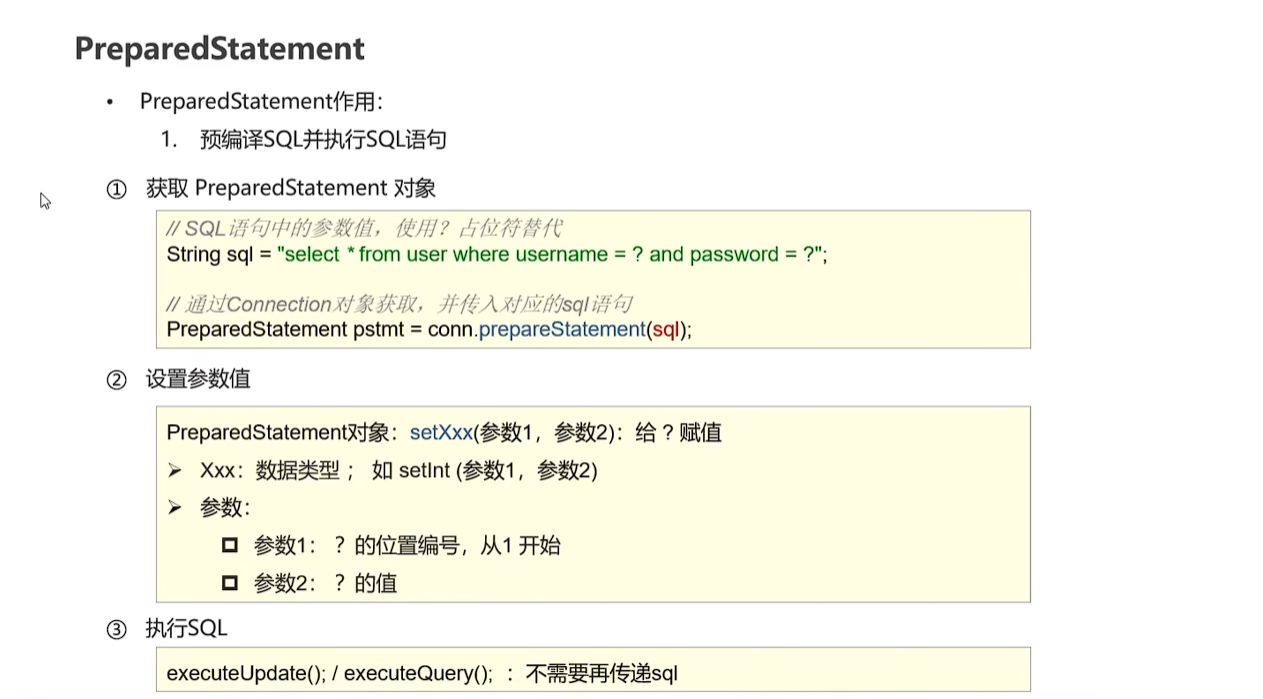 PreparedStatement
• PreparedStatement作用：
1. 预编译SQL并执行SQL语句
① 获取 PreparedStatement 对象
// SQL语句中的参数值，使用？占位符替代
String sql = "select * from user where username = ? and password = ?";
// 通过Connection对象获取，并传入对应的sql语句
PreparedStatement pstmt = conn.prepareStatement(sql);
② 设置参数值
PreparedStatement对象：setXxx(参数1，参数2)：给 ? 赋值
➢ Xxx：数据类型 ； 如 setInt (参数1，参数2)
➢ 参数：
参数1： ？的位置编号，从1 开始
参数2： ？的值
③ 执行SQL
executeUpdate(); / executeQuery(); ：不需要再传递sql